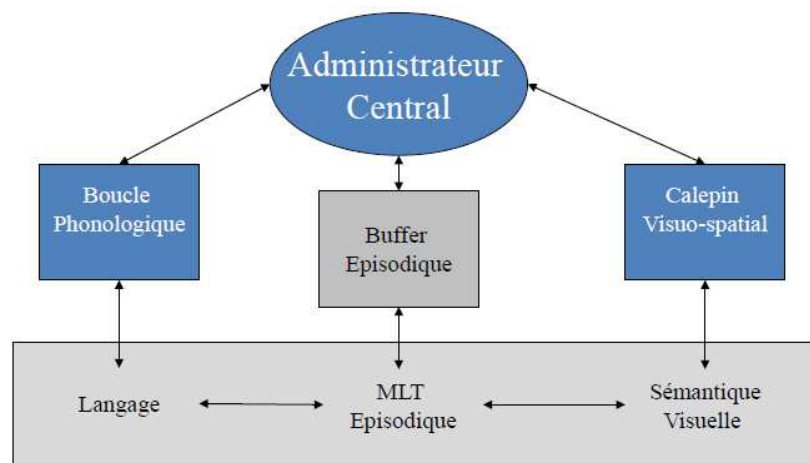 Administrateur
Central
Boucle
Phonologique
Buffer
Episodique
Calepin
Visuo-spatial
Langage
MLT
Episodique
Sémantique
Visuelle